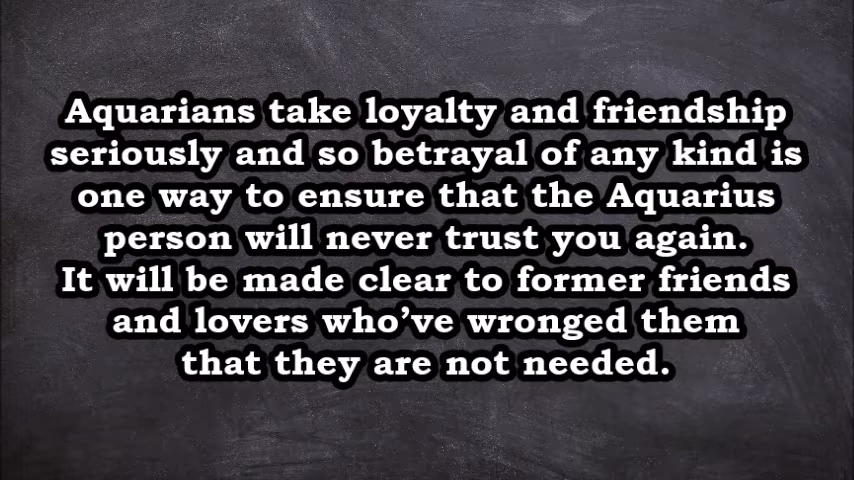 Aquarians take loyalty and friendship
seriously and so betrayal of any kind is
one way to ensure that the Aquarius
person will never trust you again.
It will be made clear to former friends
and lovers who’ve wronged them
that they are not needed.